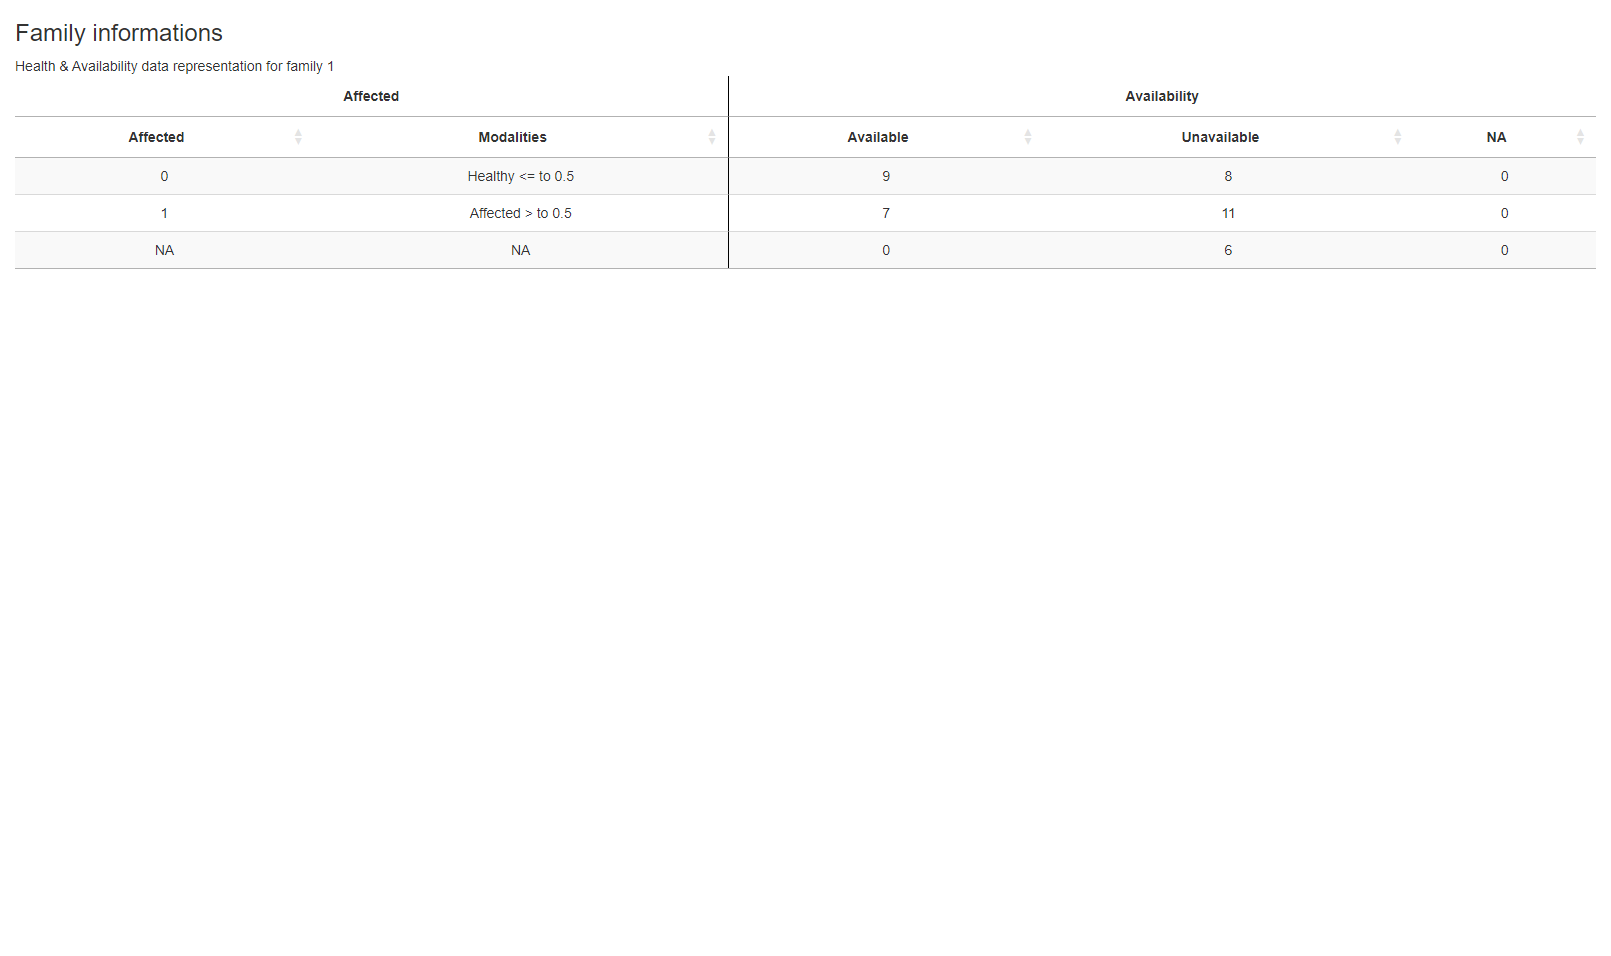 Family informations
Health & Availability data representation for family 1
Affected Availability
Affected Modalities Available Unavailable NA
0 Healthy <= to 0.5 9 8 0
1 Affected > to 0.5 7 11 0
NA NA 0 6 0